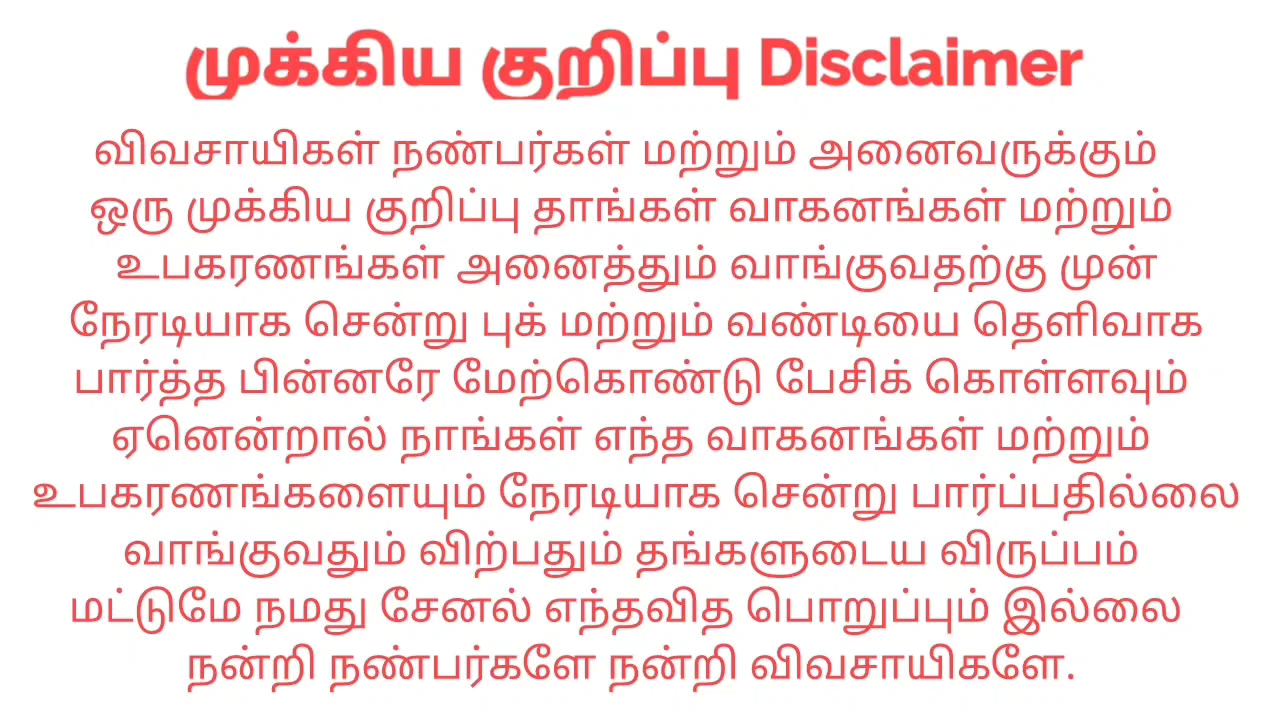 முக்கிய குறிப்பு Disclaimer
விவசாயிகள் நண்பர்கள் மற்றும் அனைவருக்கும்
ஒரு முக்கிய குறிப்பு தாங்கள் வாகனங்கள் மற்றும்
உபகரணங்கள் அனைத்தும் வாங்குவதற்கு முன்
நேரடியாக சென்று புக் மற்றும் வண்டியை தெளிவாக
பார்த்த பின்னரே மேற்கொண்டு பேசிக் கொள்ளவும்
ஏனென்றால் நாங்கள் எந்த வாகனங்கள் மற்றும்
உபகரணங்களையும் நேரடியாக சென்று பார்ப்பதில்லை
வாங்குவதும் விற்பதும் தங்களுடைய விருப்பம்
மட்டுமே நமது சேனல் எந்தவித பொறுப்பும் இல்லை
நன்றி நண்பர்களே நன்றி விவசாயிகளே.